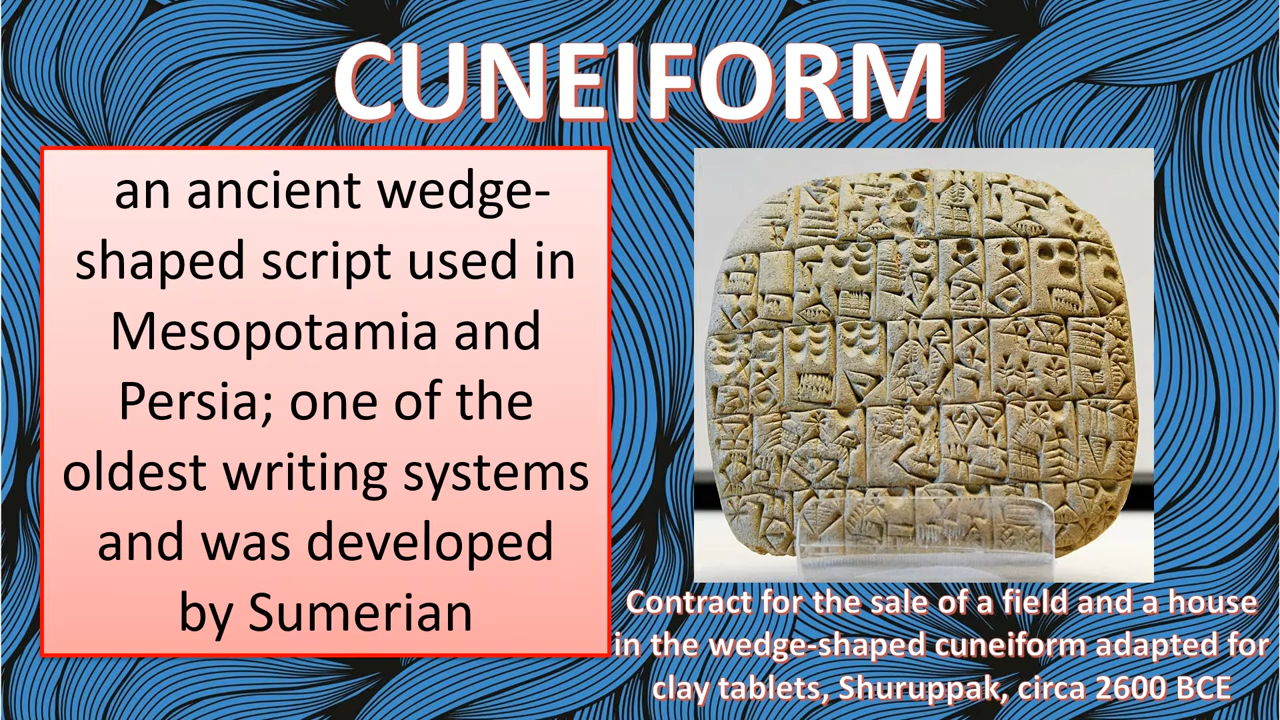 CUNEIFORM
an ancient wedge-
shaped script used in
Mesopotamia and
Persia; one of the
oldest writing systems
and was developed
by Sumerian
Contract for the sale of a field and a house
in the wedge-shaped cuneiform adapted for
clay tablets, Shuruppak, circa 2600 BCE